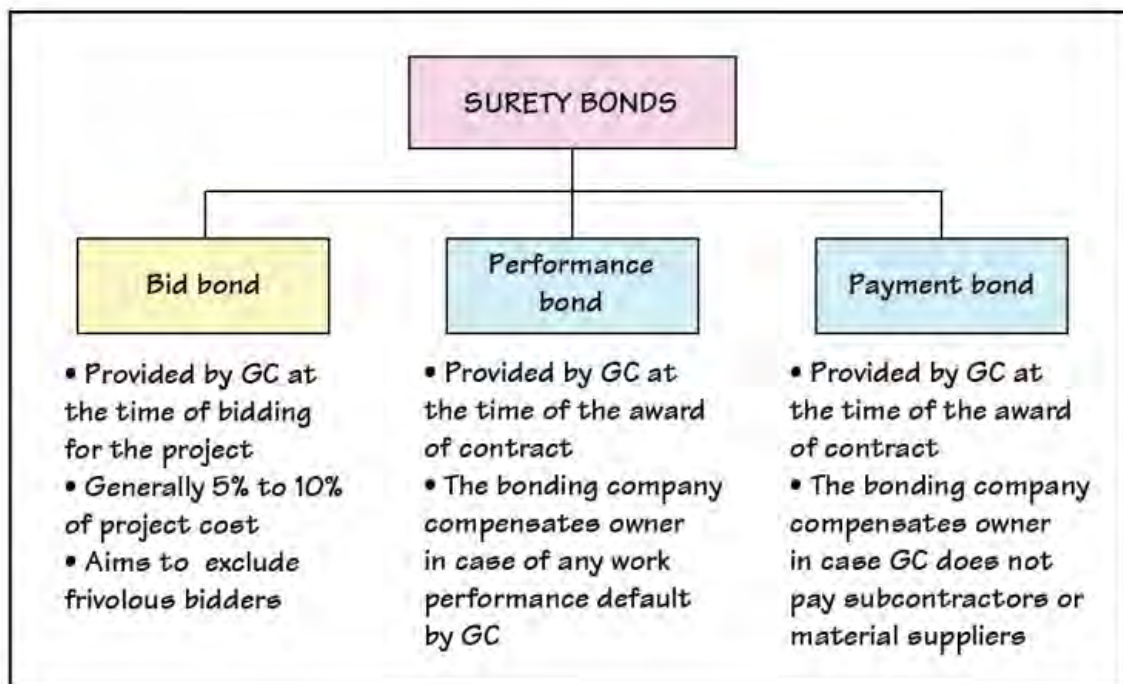 SURETY BONDS
Bid bond
• Provided by GC at
the time of bidding
for the project
• Generally 5% to 10%
of project cost
• Aims to exclude
frivolous bidders
Performance
bond
• Provided by GC at
the time of the award
of contract
• The bonding company
compensates owner
in case of any work
performance default
by GC
Payment bond
• Provided by GC at
the time of the award
of contract
• The bonding company
compensates owner
in case GC does not
pay subcontractors or
material suppliers